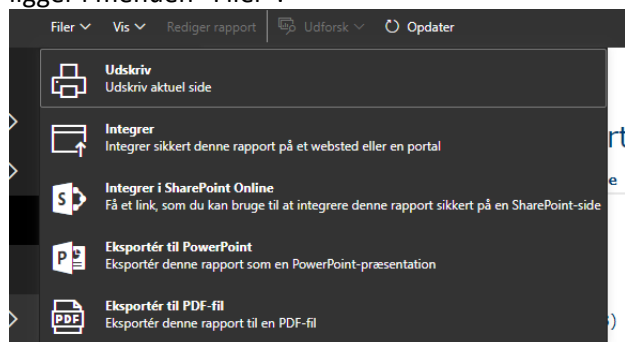 ligger i menuen "Filer".
Filer Vis Rediger rapport Udforsk Opdater
Udskriv
Udskriv aktuel side
Integrer
Integrer sikkert denne rapport på et websted eller en portal
Integrer i SharePoint Online
Få et link, som du kan bruge til at integrere denne rapport sikkert på en SharePoint-side
Eksportér til PowerPoint
Eksportér denne rapport som en PowerPoint-præsentation
Eksportér til PDF-fil
PDF
Eksportér denne rapport til en PDF-fil